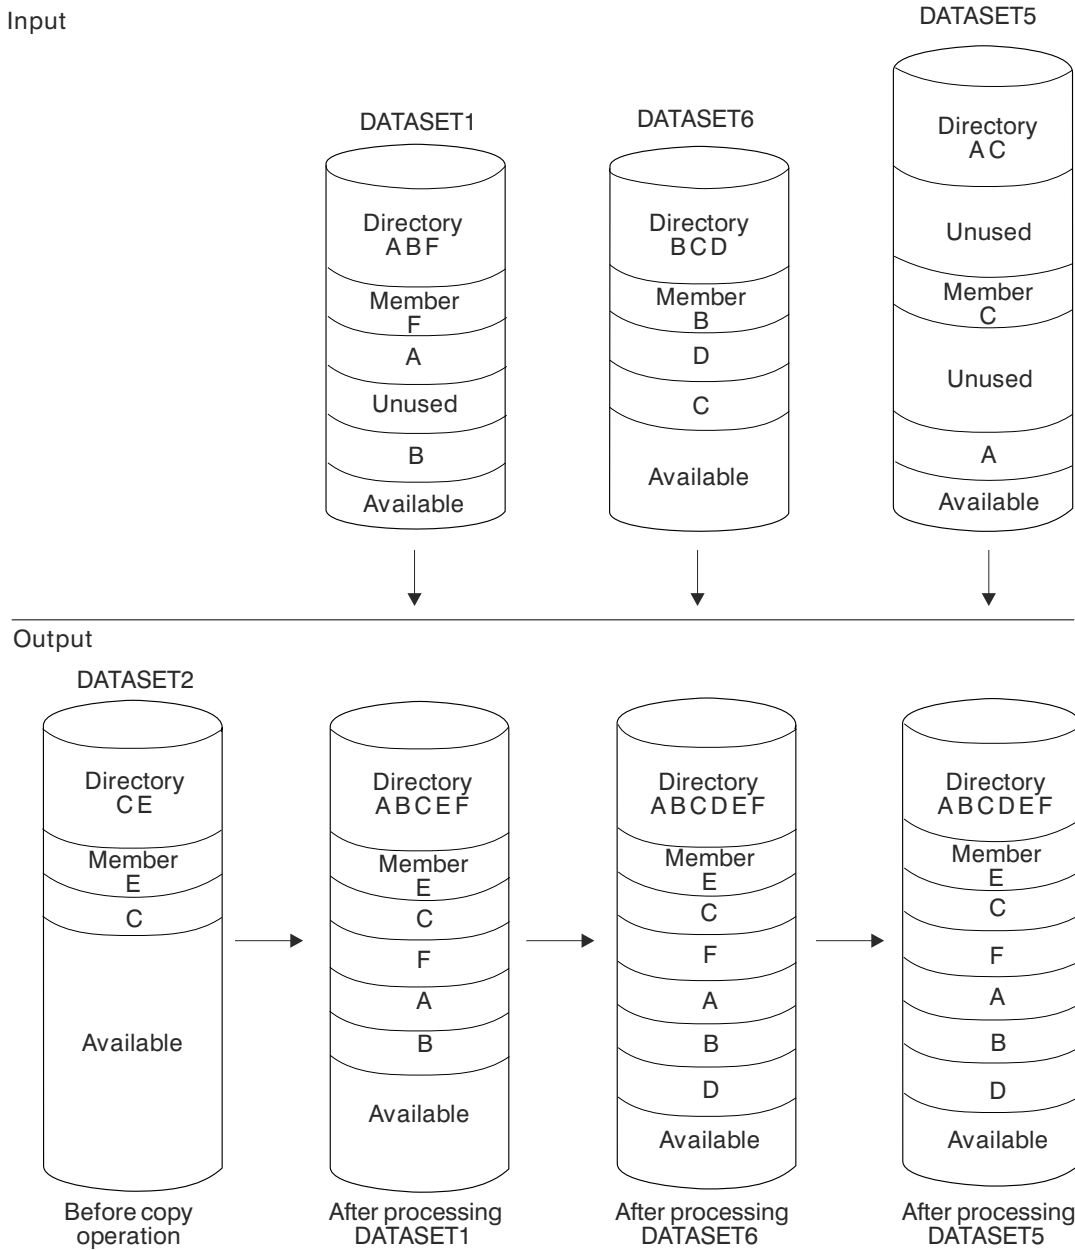 Input
DATASET1
Directory
A B F
Member
F
A
Unused
B
Available
DATASET6
Directory
B C D
Member
B
D
C
Available
DATASET5
Directory
A C
Unused
Member
C
Unused
A
Available
Output
DATASET2
Directory
C E
Member
E
C
Available
Before copy
operation
Directory
A B C E F
Member
E
C
F
A
B
Available
After processing
DATASET1
Directory
A B C D E F
Member
E
C
F
A
B
D
Available
After processing
DATASET6
Directory
A B C D E F
Member
E
C
F
A
B
D
Available
After processing
DATASET5